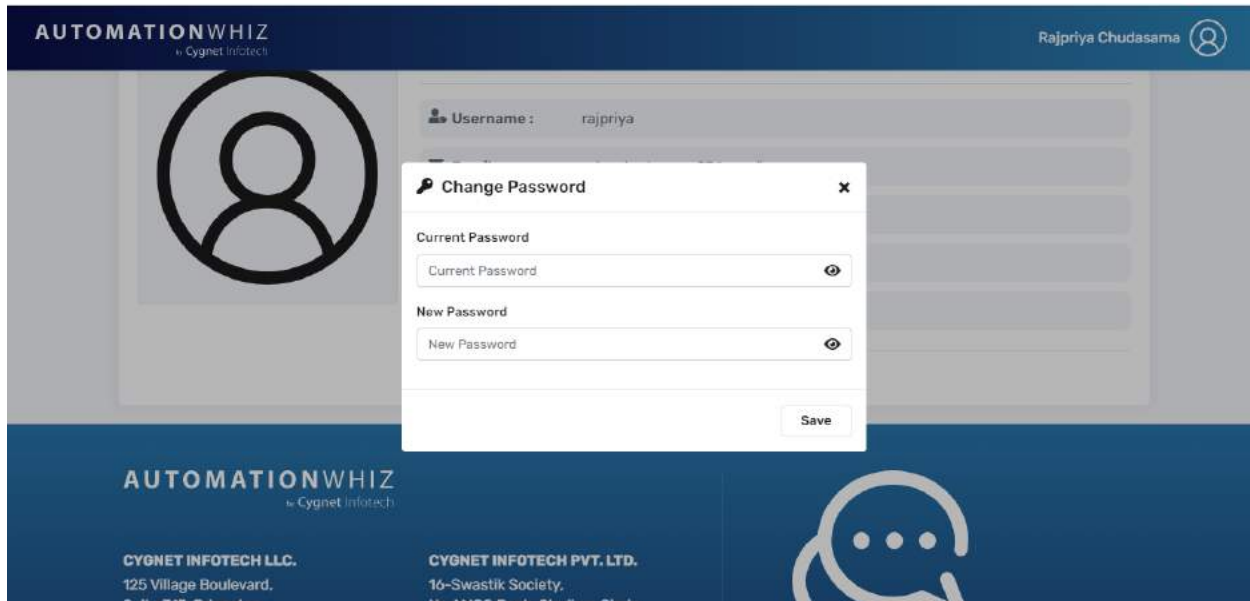 AUTOMATIONWHIZ
by Cygnet Infotech
Rajpriya Chudasama
Username : rajpriya
Change Password
Current Password
Current Password
New Password
New Password
Save
AUTOMATIONWHIZ
by Cygnet Infotech
CYGNET INFOTECH LLC.
125 Village Boulevard,
CYGNET INFOTECH PVT. LTD.
16-Swastik Society,